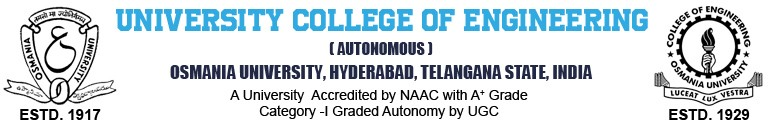 UNIVERSITY COLLEGE OF ENGINEERING
( AUTONOMOUS )
OSMANIA UNIVERSITY, HYDERABAD, TELANGANA STATE, INDIA
A University Accredited by NAAC with A+ Grade
Category -I Graded Autonomy by UGC
OSMANIA UNIVERSITY
ESTD. 1917
COLLEGE OF ENGINEERING
OSMANIA UNIVERSITY
LUCEAT LUX VESTRA
ESTD. 1929